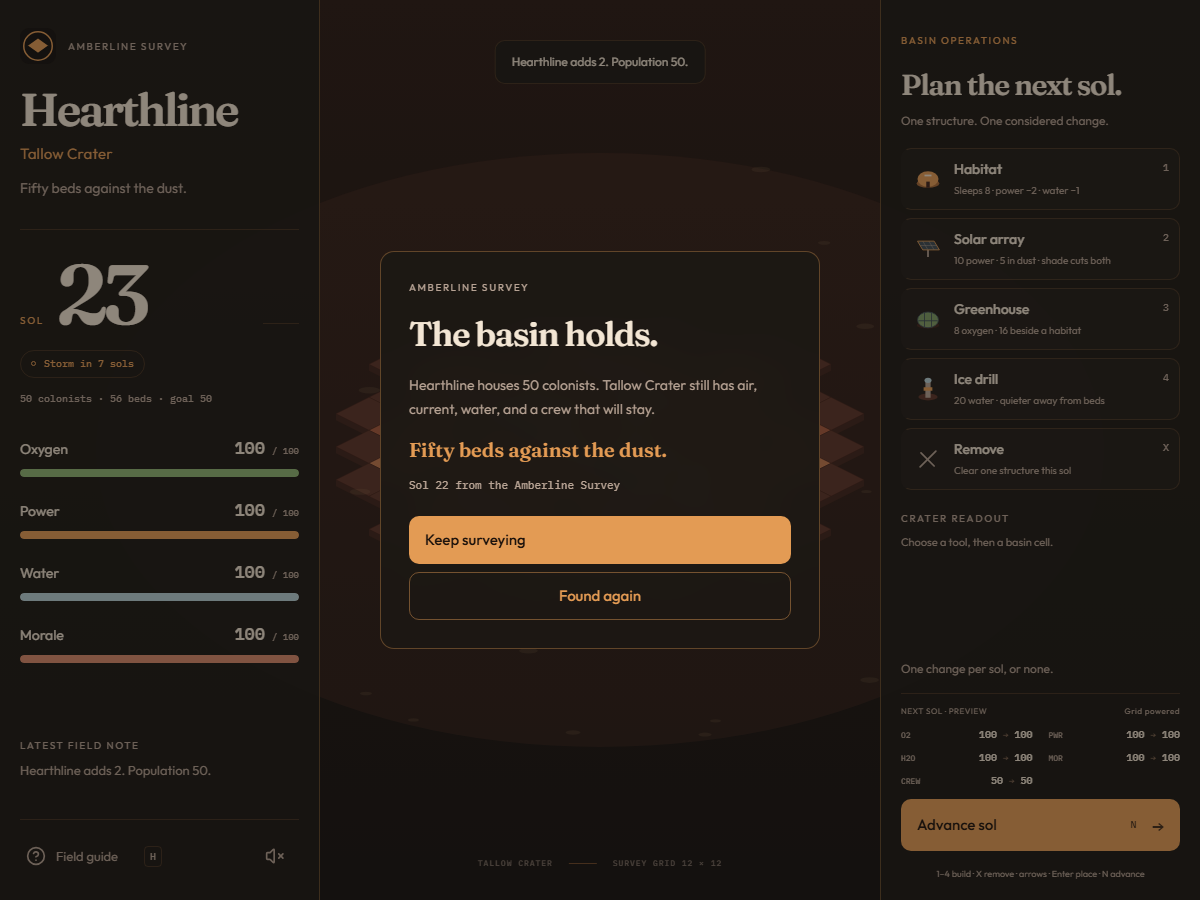 AMBERLINE SURVEY
Hearthline
Tallow Crater
Fifty beds against the dust.
SOL 23
Storm in 7 sols
50 colonists · 56 beds · goal 50
Oxygen 100 / 100
Power 100 / 100
Water 100 / 100
Morale 100 / 100
LATEST FIELD NOTE
Hearthline adds 2. Population 50.
Field guide H
Hearthline adds 2. Population 50.
AMBERLINE SURVEY
The basin holds.
Hearthline houses 50 colonists. Tallow Crater still has air,
current, water, and a crew that will stay.
Fifty beds against the dust.
Sol 22 from the Amberline Survey
Keep surveying
Found again
TALLOW CRATER SURVEY GRID 12 × 12
BASIN OPERATIONS
Plan the next sol.
One structure. One considered change.
Habitat 1
Sleeps 8 · power −2 · water −1
Solar array 2
10 power · 5 in dust · shade cuts both
Greenhouse 3
8 oxygen · 16 beside a habitat
Ice drill 4
20 water · quieter away from beds
Remove X
Clear one structure this sol
CRATER READOUT
Choose a tool, then a basin cell.
One change per sol, or none.
NEXT SOL · PREVIEW Grid powered
O2 100 → 100 PWR 100 → 100
H2O 100 → 100 MOR 100 → 100
CREW 50 → 50
Advance sol N →
1–4 build · X remove · arrows · Enter place · N advance